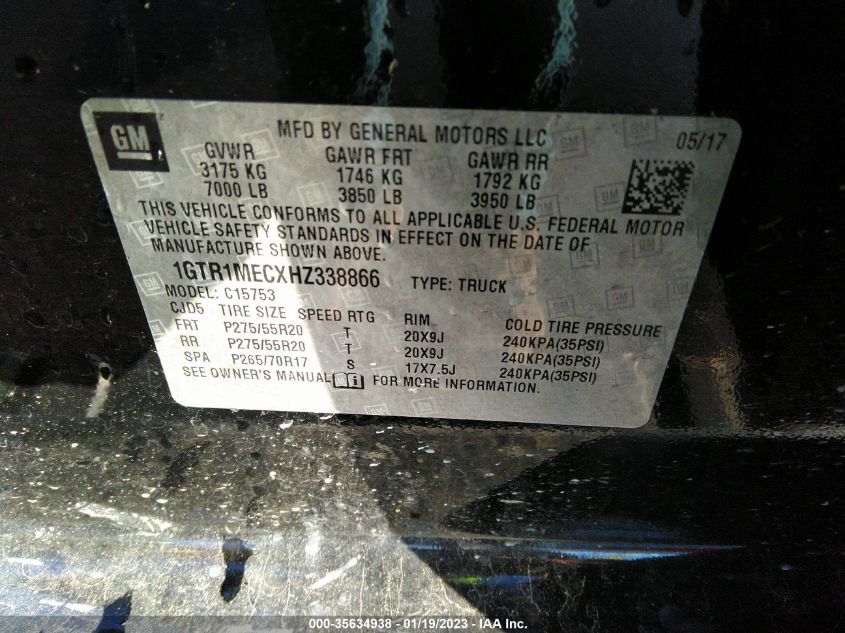 GM
MFD BY GENERAL MOTORS LLC 05/17
GVWR GAWR FRT GAWR RR
3175 KG 1746 KG 1792 KG
7000 LB 3850 LB 3950 LB
THIS VEHICLE CONFORMS TO ALL APPLICABLE U.S. FEDERAL MOTOR
VEHICLE SAFETY STANDARDS IN EFFECT ON THE DATE OF
MANUFACTURE SHOWN ABOVE.
1GTR1MECXHZ338866 TYPE: TRUCK
MODEL: C15753
CJD5 TIRE SIZE SPEED RTG RIM COLD TIRE PRESSURE
FRT P275/55R20 T 20X9J 240KPA(35PSI)
RR P275/55R20 T 20X9J 240KPA(35PSI)
SPA P265/70R17 S 17X7.5J 240KPA(35PSI)
SEE OWNER'S MANUAL FOR MORE INFORMATION.
000-35634938 - 01/19/2023 - IAA Inc.